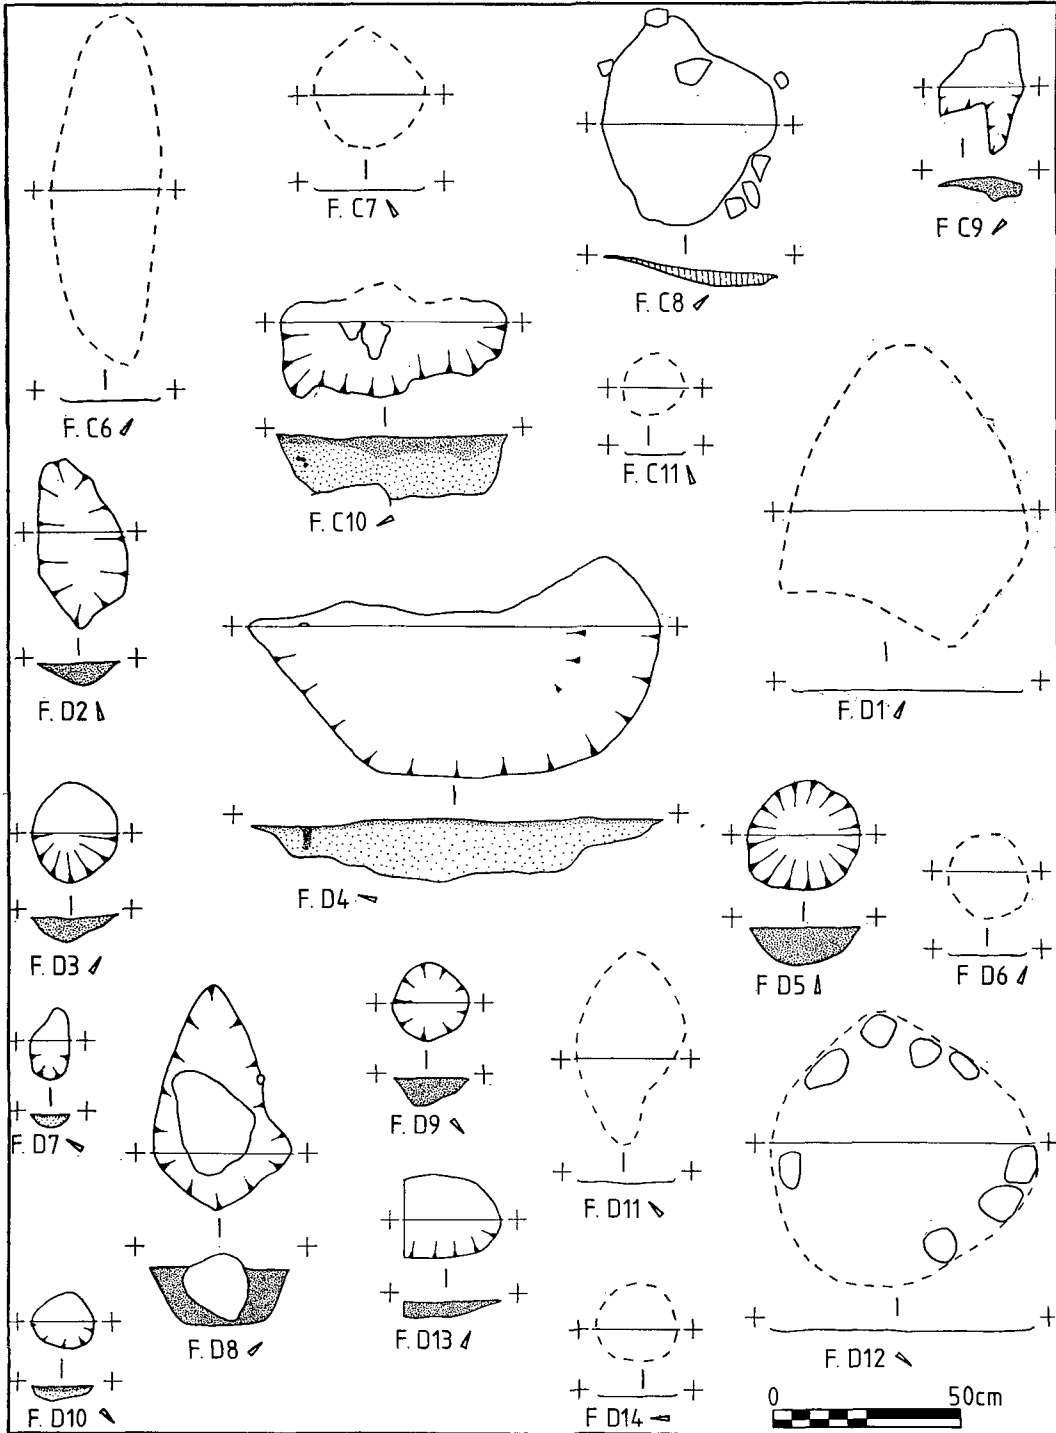 F. C6
F. C7
F. C8
F C9
F. C10
F. C11
F. D1
F. D2
F. D3
F. D4
F D5
F D6
F. D7
F. D8
F. D9
F. D10
F. D11
F. D12
F. D13
F D14
0 50cm